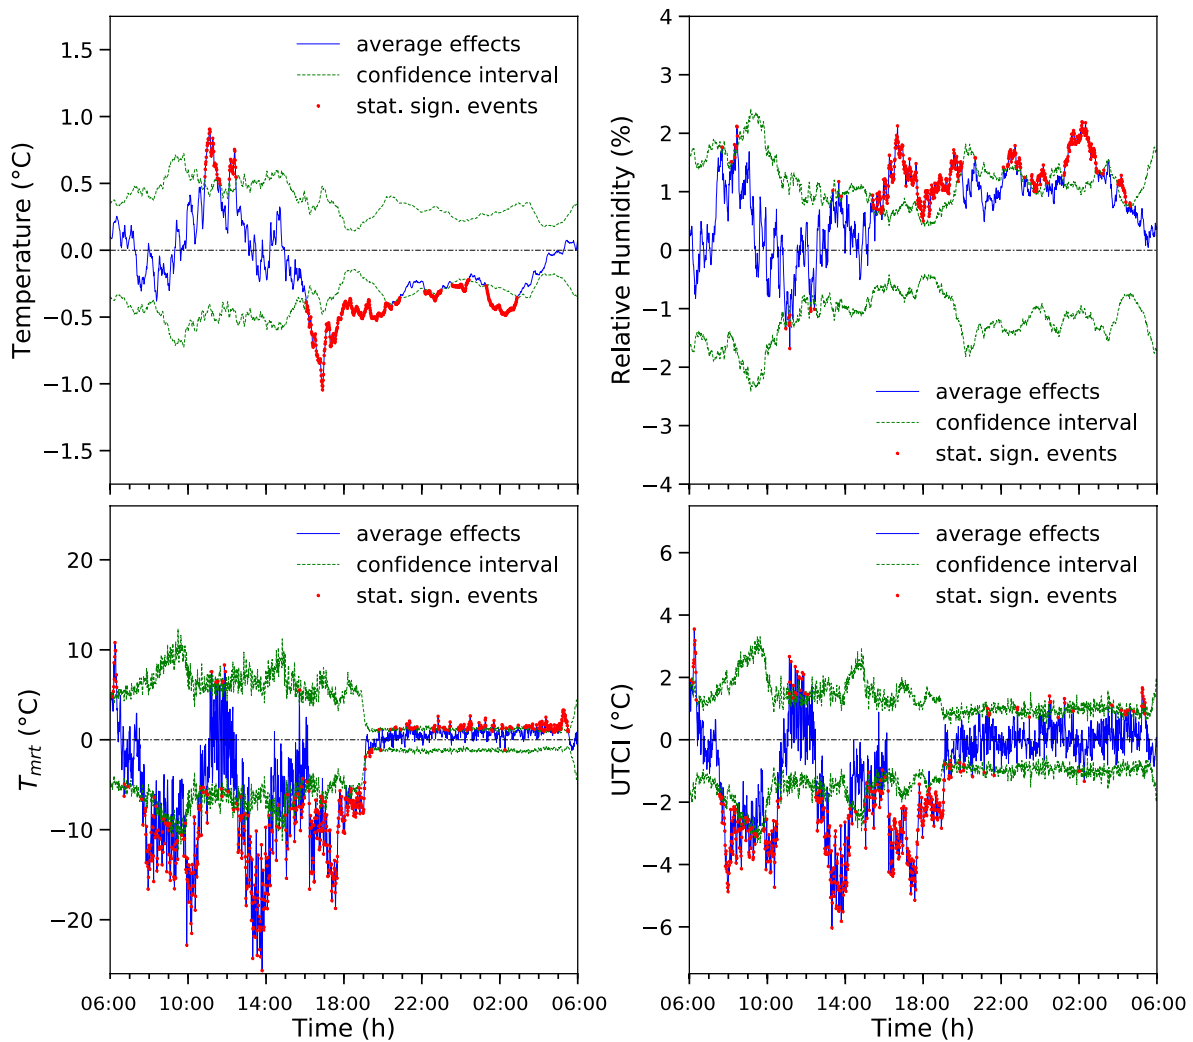 average effects
confidence interval
stat. sign. events
1.5
1.0
0.5
0.0
−0.5
−1.0
−1.5
Temperature (°C)
4
3
2
1
0
−1
−2
−3
−4
Relative Humidity (%)
average effects
confidence interval
stat. sign. events
average effects
confidence interval
stat. sign. events
20
10
0
−10
−20
Tmrt (°C)
06:00 10:00 14:00 18:00 22:00 02:00 06:00
Time (h)
average effects
confidence interval
stat. sign. events
6
4
2
0
−2
−4
−6
UTCI (°C)
06:00 10:00 14:00 18:00 22:00 02:00 06:00
Time (h)